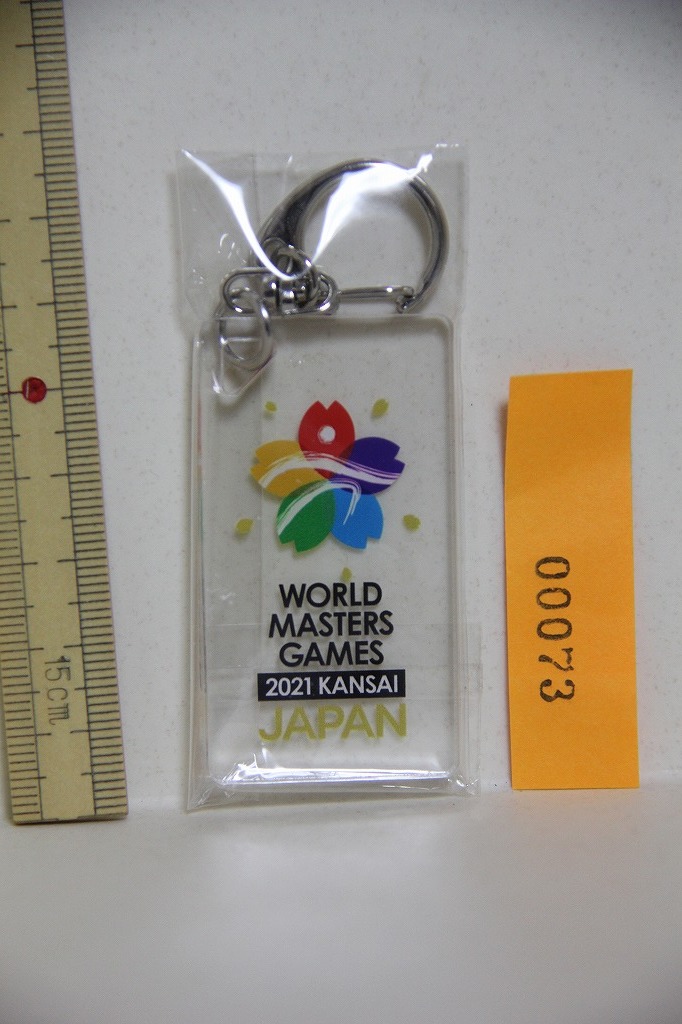 WORLD
MASTERS
GAMES
2021 KANSAI
JAPAN
00073
15cm